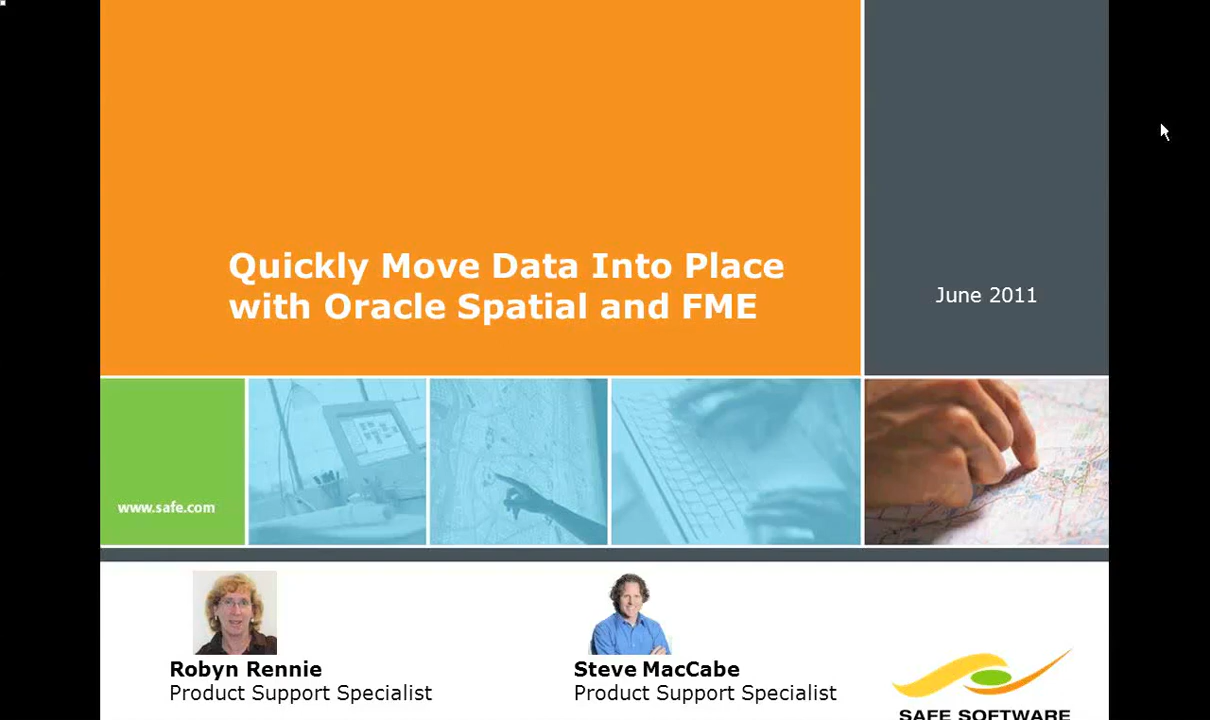 Quickly Move Data Into Place
with Oracle Spatial and FME
June 2011
www.safe.com
Robyn Rennie
Product Support Specialist
Steve MacCabe
Product Support Specialist
SAFE SOFTWARE